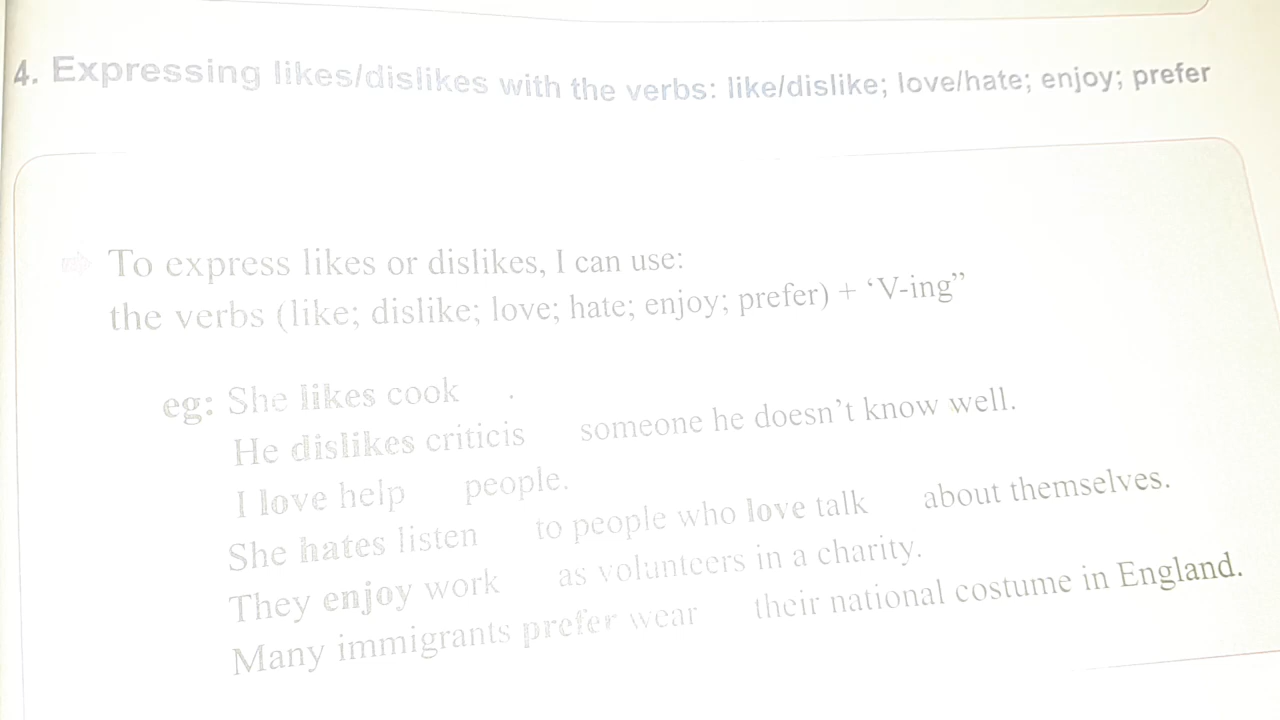 4. Expressing likes/dislikes with the verbs: like/dislike; love/hate; enjoy; prefer
To express likes or dislikes, I can use:
the verbs (like; dislike; love; hate; enjoy; prefer) + ‘V-ing”
eg: She likes cook .
He dislikes criticis someone he doesn’t know well.
I love help people.
She hates listen to people who love talk about themselves.
They enjoy work as volunteers in a charity.
Many immigrants prefer wear their national costume in England.